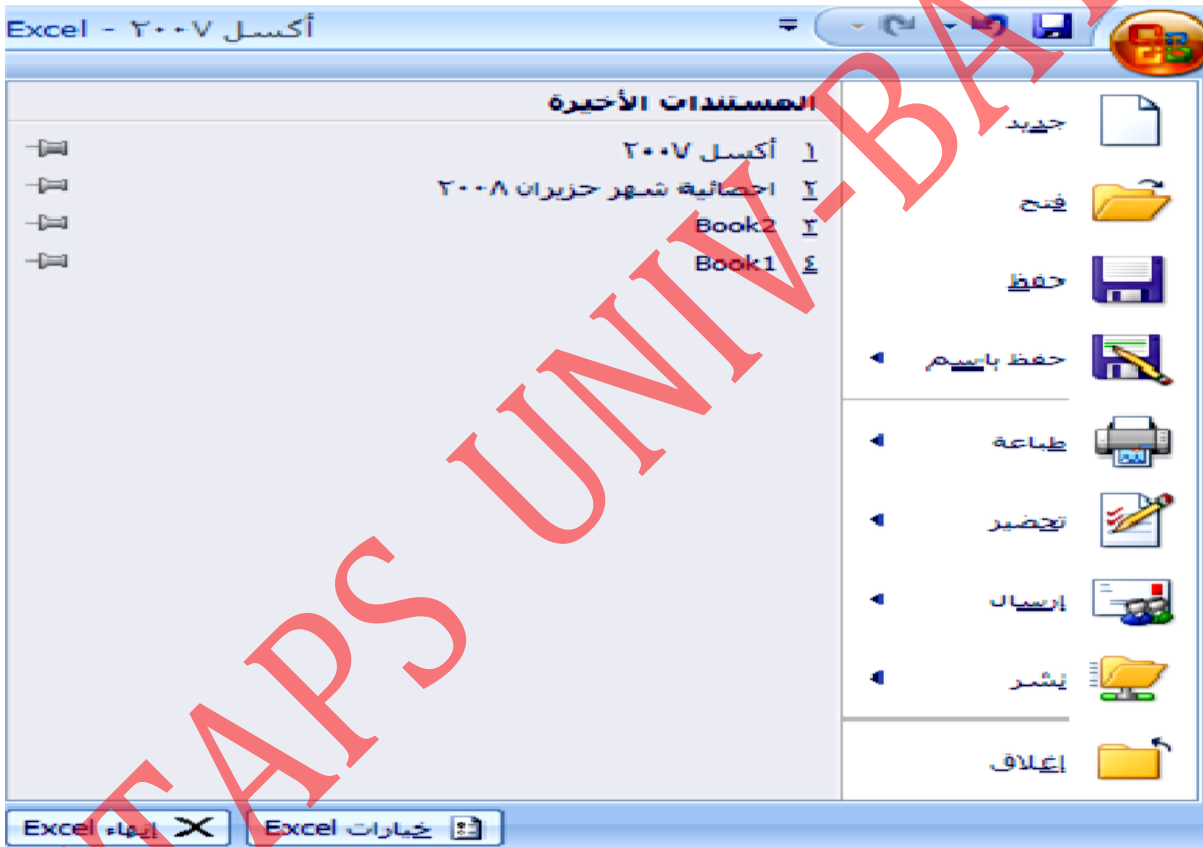 أكسل ٢٠٠٧ - Excel
المستندات الأخيرة
١ أكسل ٢٠٠٧
٢ احصائية شهر حزيران ٢٠٠٨
٣ Book2
٤ Book1
جديد
فتح
حفظ
حفظ باسم
طباعة
تحضير
إرسال
نشر
إغلاق
خيارات Excel
إنهاء Excel
TAPS UNIV-BA